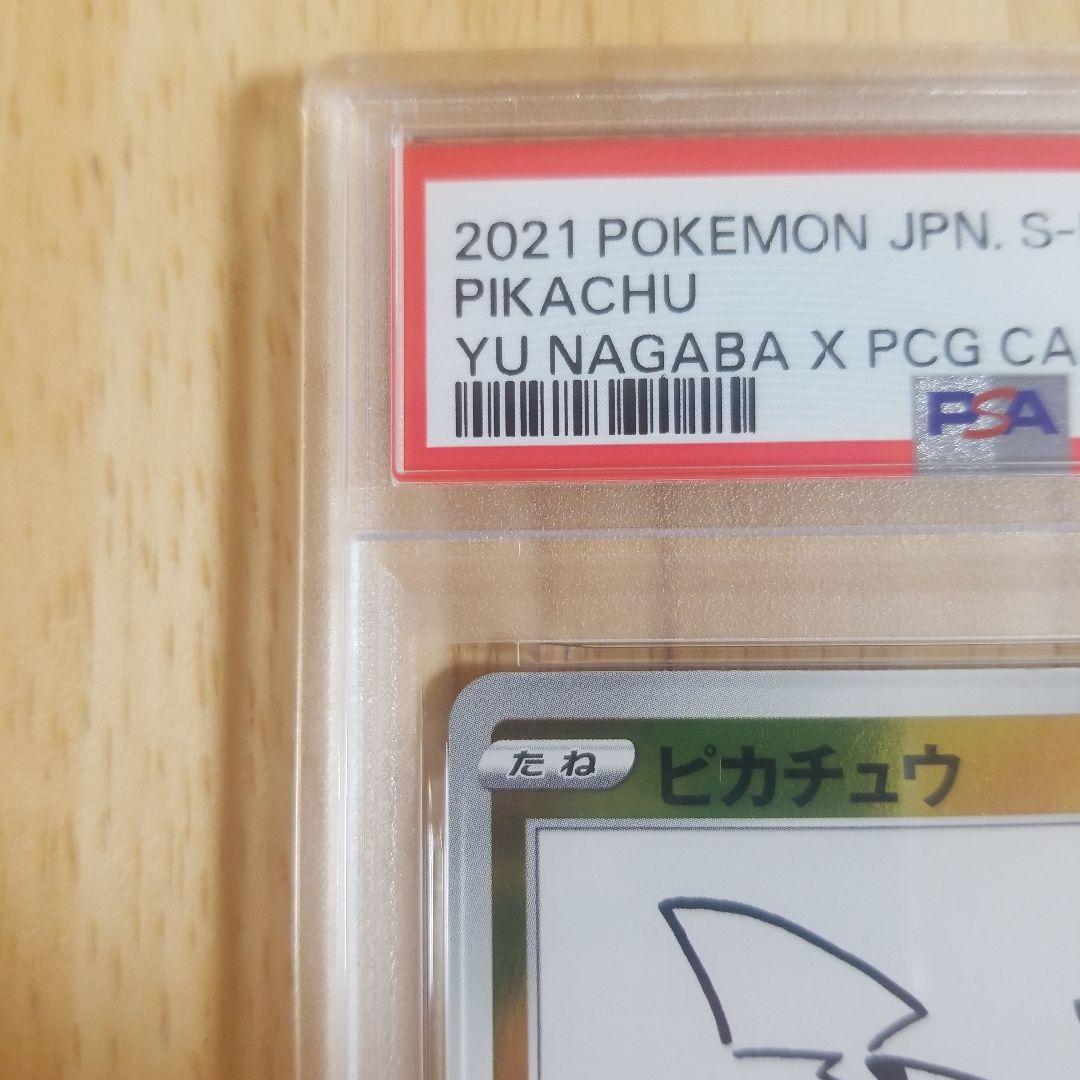 2021 POKEMON JPN. S-
PIKACHU
YU NAGABA X PCG CA
PSA
たね ピカチュウ